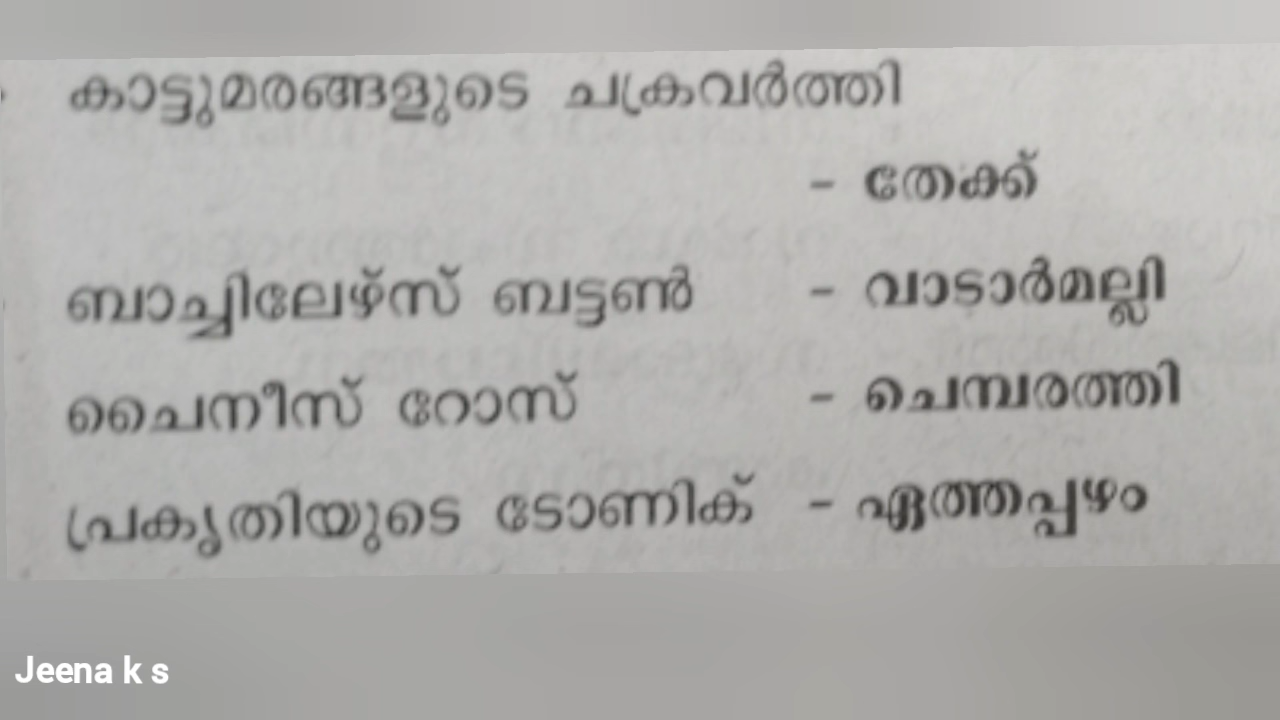 കാട്ടുമരങ്ങളുടെ ചക്രവർത്തി
- തേക്ക്
ബാച്ചിലേഴ്സ് ബട്ടൺ - വാടാർമല്ലി
ചൈനീസ് റോസ് - ചെമ്പരത്തി
പ്രകൃതിയുടെ ടോണിക് - ഏത്തപ്പഴം
Jeena k s